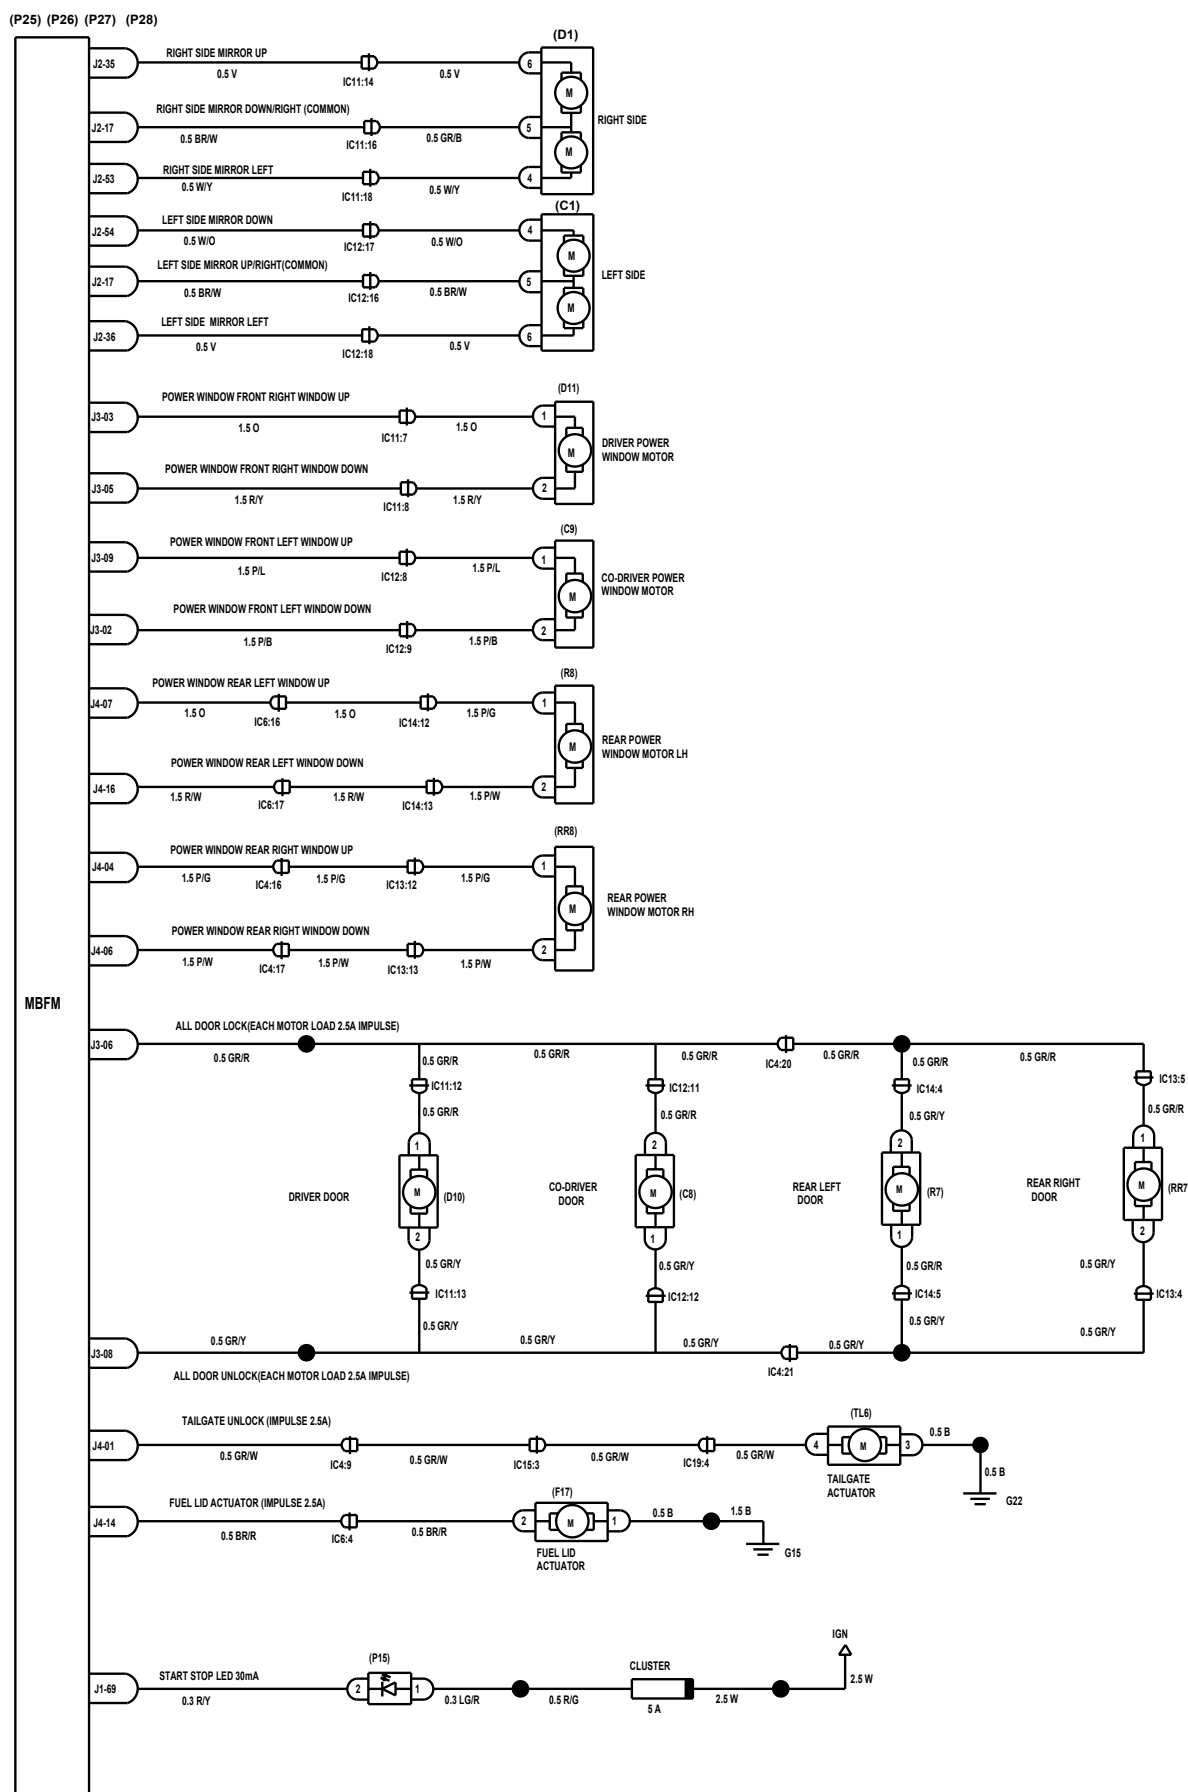 (P25) (P26) (P27) (P28)
MBFM
J2-35
RIGHT SIDE MIRROR UP
0.5 V
IC11:14
0.5 V
6
(D1)
M
J2-17
RIGHT SIDE MIRROR DOWN/RIGHT (COMMON)
0.5 BR/W
IC11:16
0.5 GR/B
5
RIGHT SIDE
M
J2-53
RIGHT SIDE MIRROR LEFT
0.5 W/Y
IC11:18
0.5 W/Y
4
(C1)
J2-54
LEFT SIDE MIRROR DOWN
0.5 W/O
IC12:17
0.5 W/O
4
M
J2-17
LEFT SIDE MIRROR UP/RIGHT(COMMON)
0.5 BR/W
IC12:16
0.5 BR/W
5
LEFT SIDE
M
J2-36
LEFT SIDE MIRROR LEFT
0.5 V
IC12:18
0.5 V
6
(D11)
J3-03
POWER WINDOW FRONT RIGHT WINDOW UP
1.5 O
IC11:7
1.5 O
1
M
DRIVER POWER
WINDOW MOTOR
J3-05
POWER WINDOW FRONT RIGHT WINDOW DOWN
1.5 R/Y
IC11:8
1.5 R/Y
2
(C9)
J3-09
POWER WINDOW FRONT LEFT WINDOW UP
1.5 P/L
IC12:8
1.5 P/L
1
M
CO-DRIVER POWER
WINDOW MOTOR
J3-02
POWER WINDOW FRONT LEFT WINDOW DOWN
1.5 P/B
IC12:9
1.5 P/B
2
(R8)
J4-07
POWER WINDOW REAR LEFT WINDOW UP
1.5 O
IC6:16
1.5 O
IC14:12
1.5 P/G
1
M
REAR POWER
WINDOW MOTOR LH
J4-16
POWER WINDOW REAR LEFT WINDOW DOWN
1.5 R/W
IC6:17
1.5 R/W
IC14:13
1.5 P/W
2
(RR8)
J4-04
POWER WINDOW REAR RIGHT WINDOW UP
1.5 P/G
IC4:16
1.5 P/G
IC13:12
1.5 P/G
1
M
REAR POWER
WINDOW MOTOR RH
J4-06
POWER WINDOW REAR RIGHT WINDOW DOWN
1.5 P/W
IC4:17
1.5 P/W
IC13:13
1.5 P/W
2
J3-06
ALL DOOR LOCK(EACH MOTOR LOAD 2.5A IMPULSE)
0.5 GR/R
0.5 GR/R
0.5 GR/R
IC4:20
0.5 GR/R
0.5 GR/R
0.5 GR/R
IC11:12
0.5 GR/R
1
DRIVER DOOR
M
(D10)
2
0.5 GR/Y
IC11:13
0.5 GR/Y
IC12:11
0.5 GR/R
2
CO-DRIVER
DOOR
M
(C8)
1
0.5 GR/Y
IC12:12
0.5 GR/R
IC14:4
0.5 GR/Y
2
REAR LEFT
DOOR
M
(R7)
1
0.5 GR/R
IC14:5
0.5 GR/Y
IC13:5
0.5 GR/R
1
REAR RIGHT
DOOR
M
(RR7
2
0.5 GR/Y
IC13:4
0.5 GR/Y
J3-08
0.5 GR/Y
0.5 GR/Y
0.5 GR/Y
IC4:21
0.5 GR/Y
ALL DOOR UNLOCK(EACH MOTOR LOAD 2.5A IMPULSE)
J4-01
TAILGATE UNLOCK (IMPULSE 2.5A)
0.5 GR/W
IC4:9
0.5 GR/W
IC15:3
0.5 GR/W
IC19:4
0.5 GR/W
(TL6)
4
M
3
0.5 B
0.5 B
G22
TAILGATE
ACTUATOR
J4-14
FUEL LID ACTUATOR (IMPULSE 2.5A)
0.5 BR/R
IC6:4
0.5 BR/R
(F17)
2
M
1
0.5 B
1.5 B
G15
FUEL LID
ACTUATOR
J1-69
START STOP LED 30mA
0.3 R/Y
(P15)
2
1
0.3 LG/R
0.5 R/G
CLUSTER
5 A
2.5 W
IGN
2.5 W